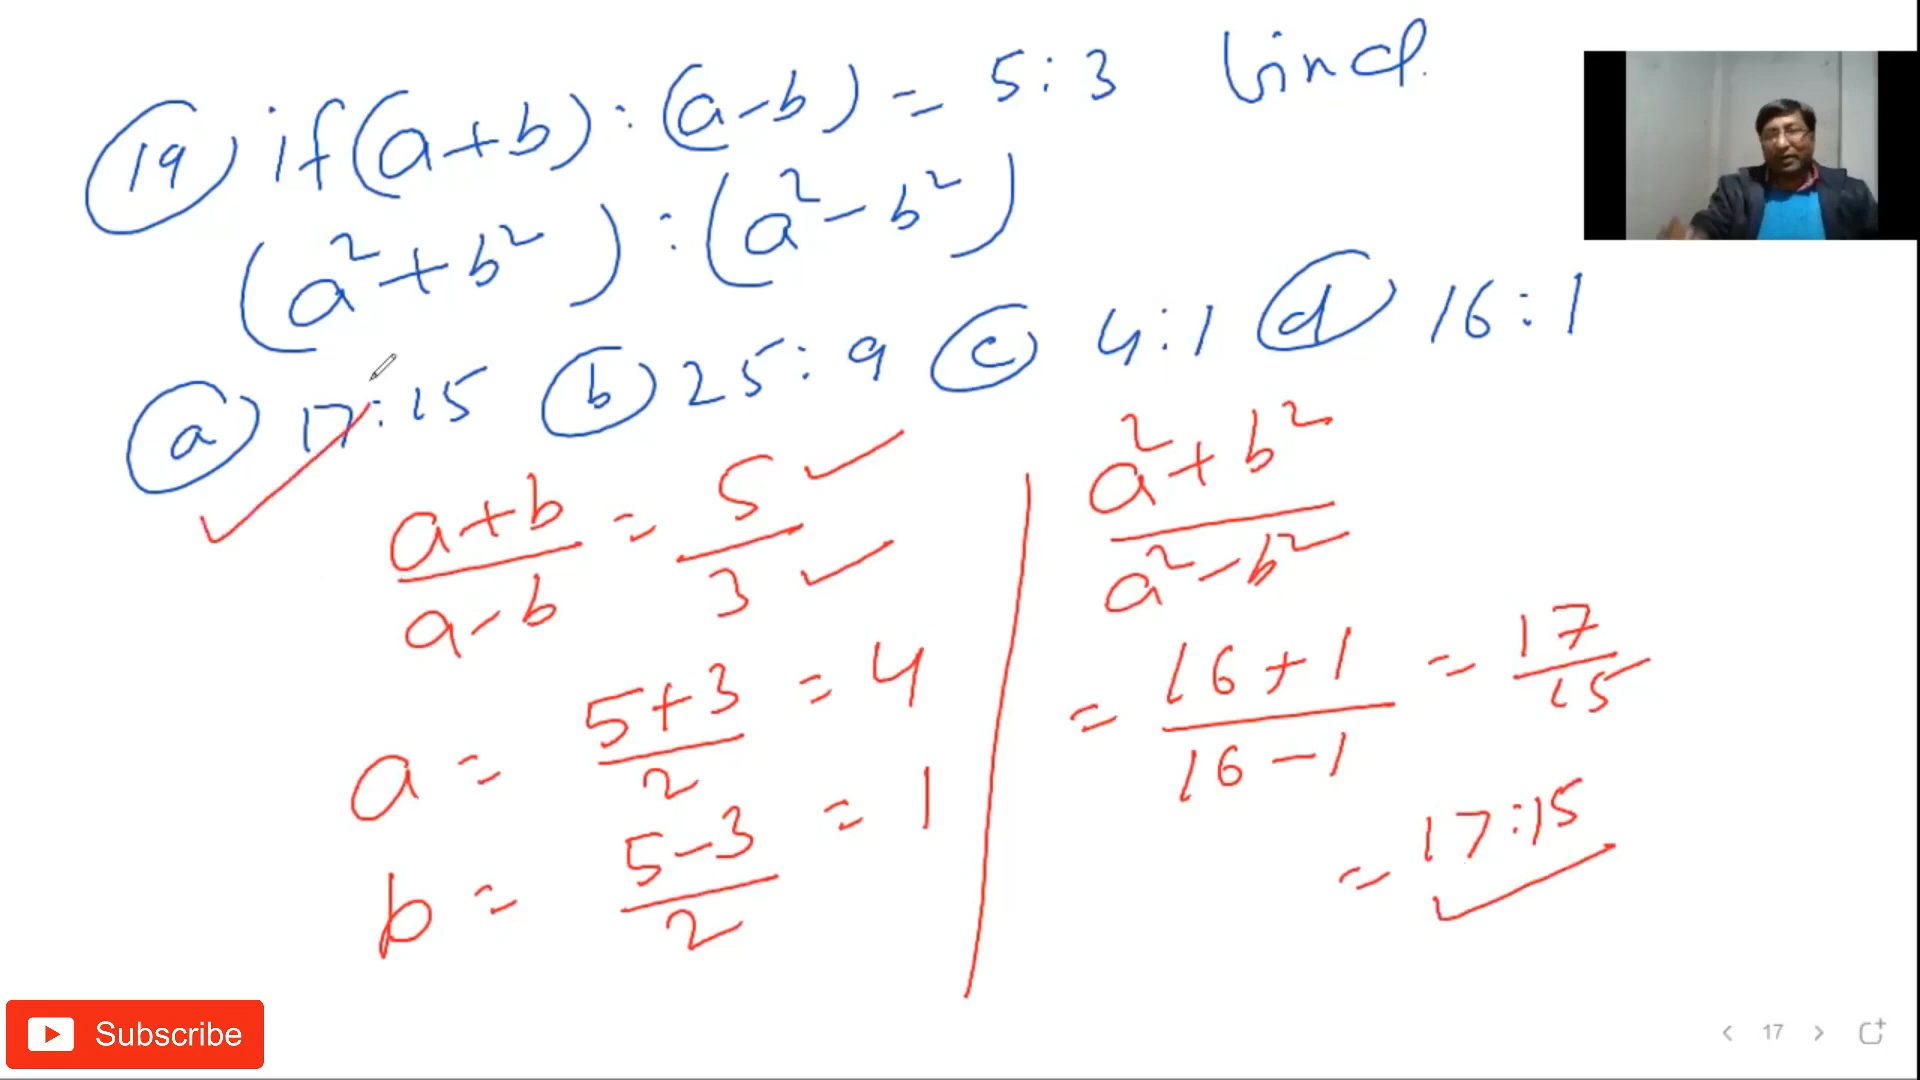 19 if (a+b) : (a-b) = 5:3 find
(a²+b²) : (a²-b²)
a 17:15 b 25:9 c 4:1 d 16:1
a+b/a-b = 5/3
a = 5+3/2 = 4
b = 5-3/2 = 1
a²+b²/a²-b²
= 16+1/16-1 = 17/15
= 17:15
Subscribe
17